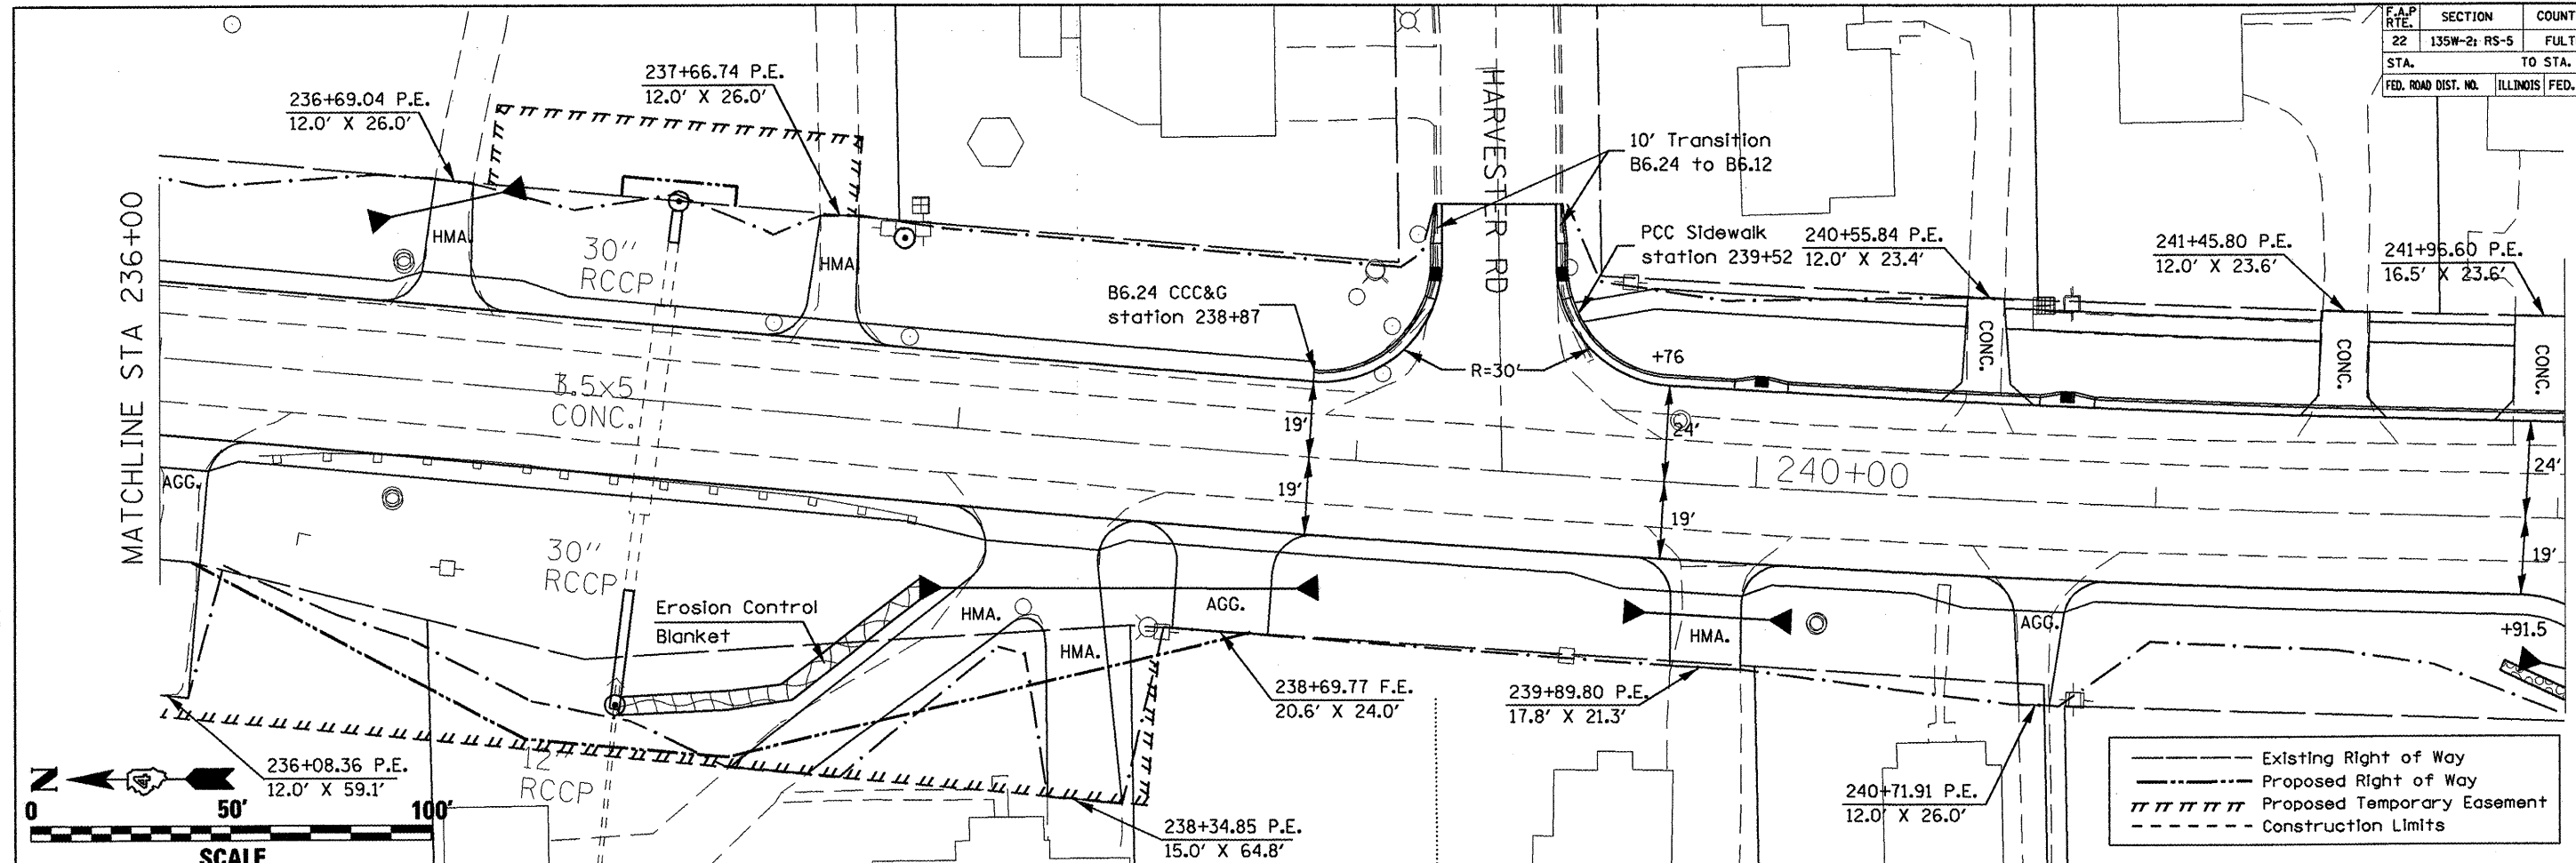 F.A.P RTE. SECTION COUNT
22 135W-2; RS-5 FULT
STA. TO STA.
FED. ROAD DIST. NO. ILLINOIS FED.
MATCHLINE STA 236+00
236+69.04 P.E.
12.0' X 26.0'
237+66.74 P.E.
12.0' X 26.0'
HARVESTER RD
10' Transition
B6.24 to B6.12
PCC Sidewalk
station 239+52
240+55.84 P.E.
12.0' X 23.4'
241+45.80 P.E.
12.0' X 23.6'
241+96.60 P.E.
16.5' X 23.6'
HMA.
30''
RCCP
HMA
B6.24 CCC&G
station 238+87
R=30'
+76
CONC.
CONC.
CONC.
3.5x5
CONC.
19'
24'
240+00
24'
19'
19'
19'
AGG.
30''
RCCP
Erosion Control
Blanket
HMA.
AGG.
HMA.
HMA.
AGG.
+91.5
238+69.77 F.E.
20.6' X 24.0'
239+89.80 P.E.
17.8' X 21.3'
240+71.91 P.E.
12.0' X 26.0'
236+08.36 P.E.
12.0' X 59.1'
12''
RCCP
238+34.85 P.E.
15.0' X 64.8'
N
0 50' 100'
SCALE
Existing Right of Way
Proposed Right of Way
Proposed Temporary Easement
Construction Limits